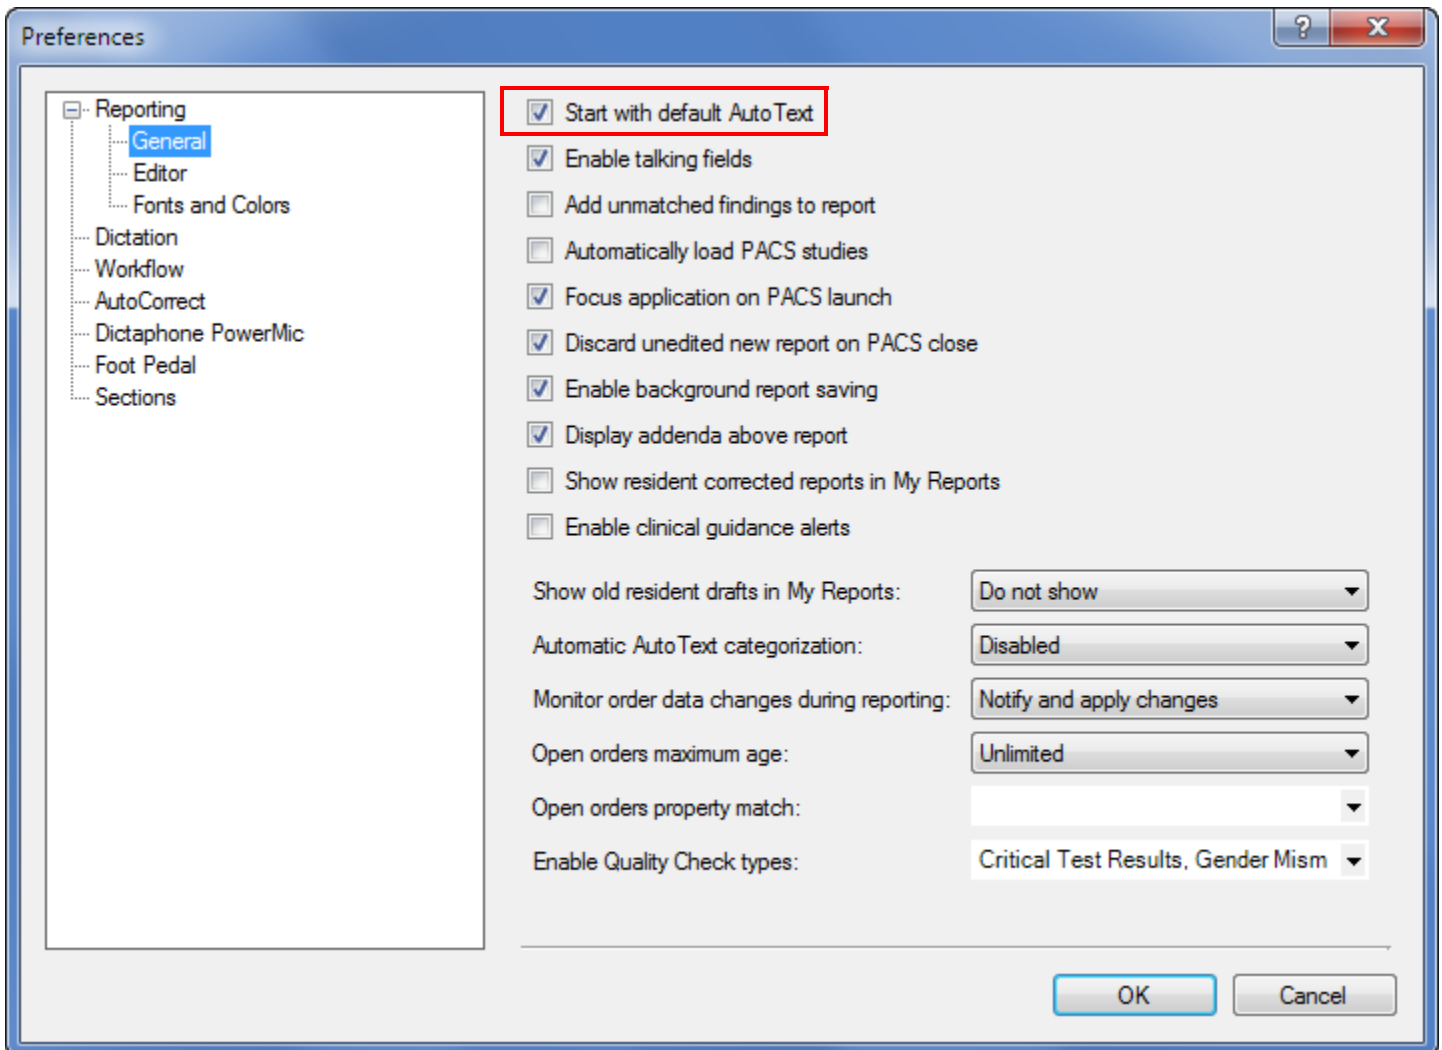 Preferences
?
Reporting
General
Editor
Fonts and Colors
Dictation
Workflow
AutoCorrect
Dictaphone PowerMic
Foot Pedal
Sections
Start with default AutoText
Enable talking fields
Add unmatched findings to report
Automatically load PACS studies
Focus application on PACS launch
Discard unedited new report on PACS close
Enable background report saving
Display addenda above report
Show resident corrected reports in My Reports
Enable clinical guidance alerts
Show old resident drafts in My Reports: Do not show
Automatic AutoText categorization: Disabled
Monitor order data changes during reporting: Notify and apply changes
Open orders maximum age: Unlimited
Open orders property match:
Enable Quality Check types: Critical Test Results, Gender Mism
OK Cancel